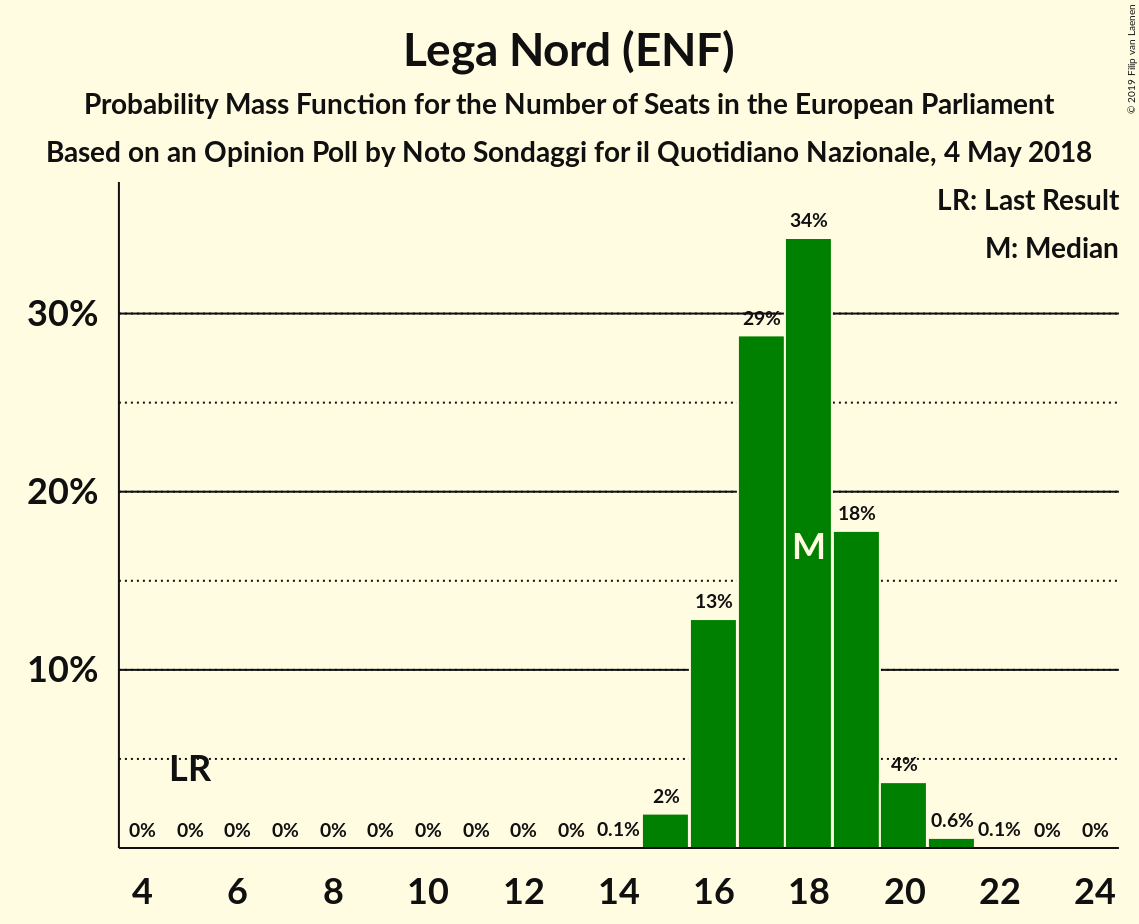 Lega Nord (ENF)
Probability Mass Function for the Number of Seats in the European Parliament
Based on an Opinion Poll by Noto Sondaggi for il Quotidiano Nazionale, 4 May 2018
© 2019 Filip van Laenen
LR: Last Result
M: Median
30%
20%
10%
LR
M
0% 0% 0% 0% 0% 0% 0% 0% 0% 0% 0.1% 2% 13% 29% 34% 18% 4% 0.6% 0.1% 0% 0%
4 6 8 10 12 14 16 18 20 22 24